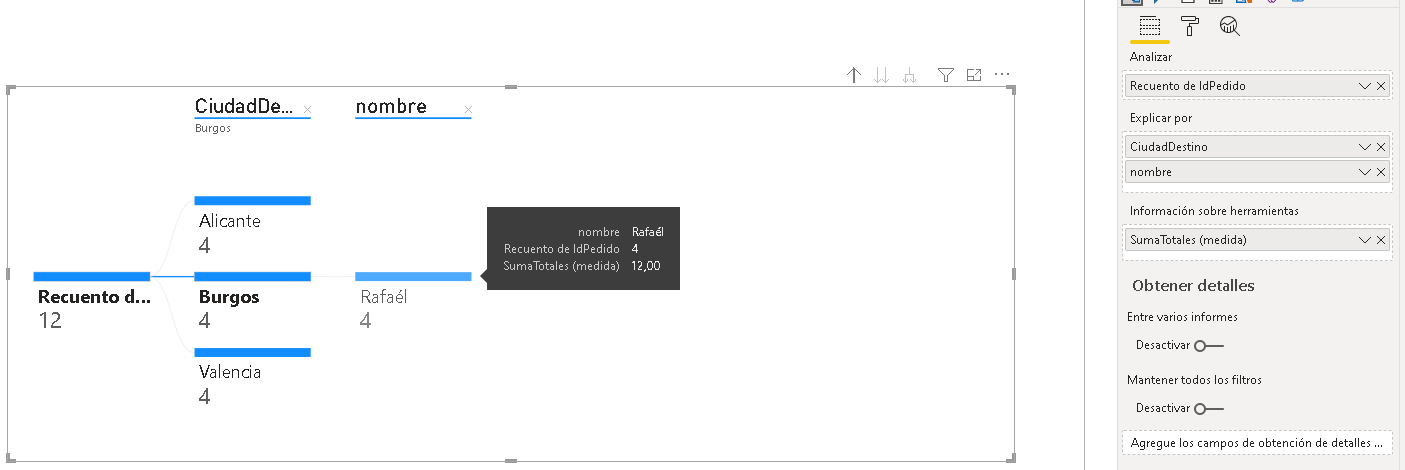 CiudadDe...
Burgos
nombre
Alicante
4
Recuento d...
12
Burgos
4
Rafaél
4
Valencia
4
nombre Rafaél
Recuento de IdPedido 4
SumaTotales (medida) 12,00
Analizar
Recuento de IdPedido
Explicar por
CiudadDestino
nombre
Información sobre herramientas
SumaTotales (medida)
Obtener detalles
Entre varios informes
Desactivar
Mantener todos los filtros
Desactivar
Agregue los campos de obtención de detalles ...